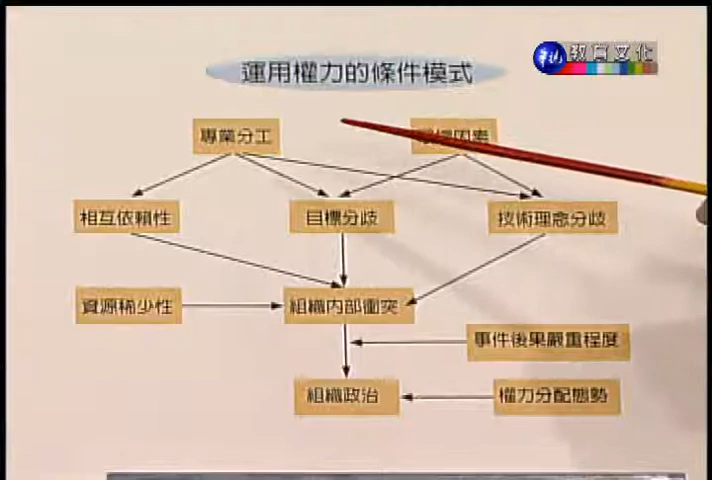 教育文化
運用權力的條件模式
專業分工
因素
相互依賴性
目標分歧
技術理念分歧
資源稀少性
組織內部衝突
事件後果嚴重程度
組織政治
權力分配態勢